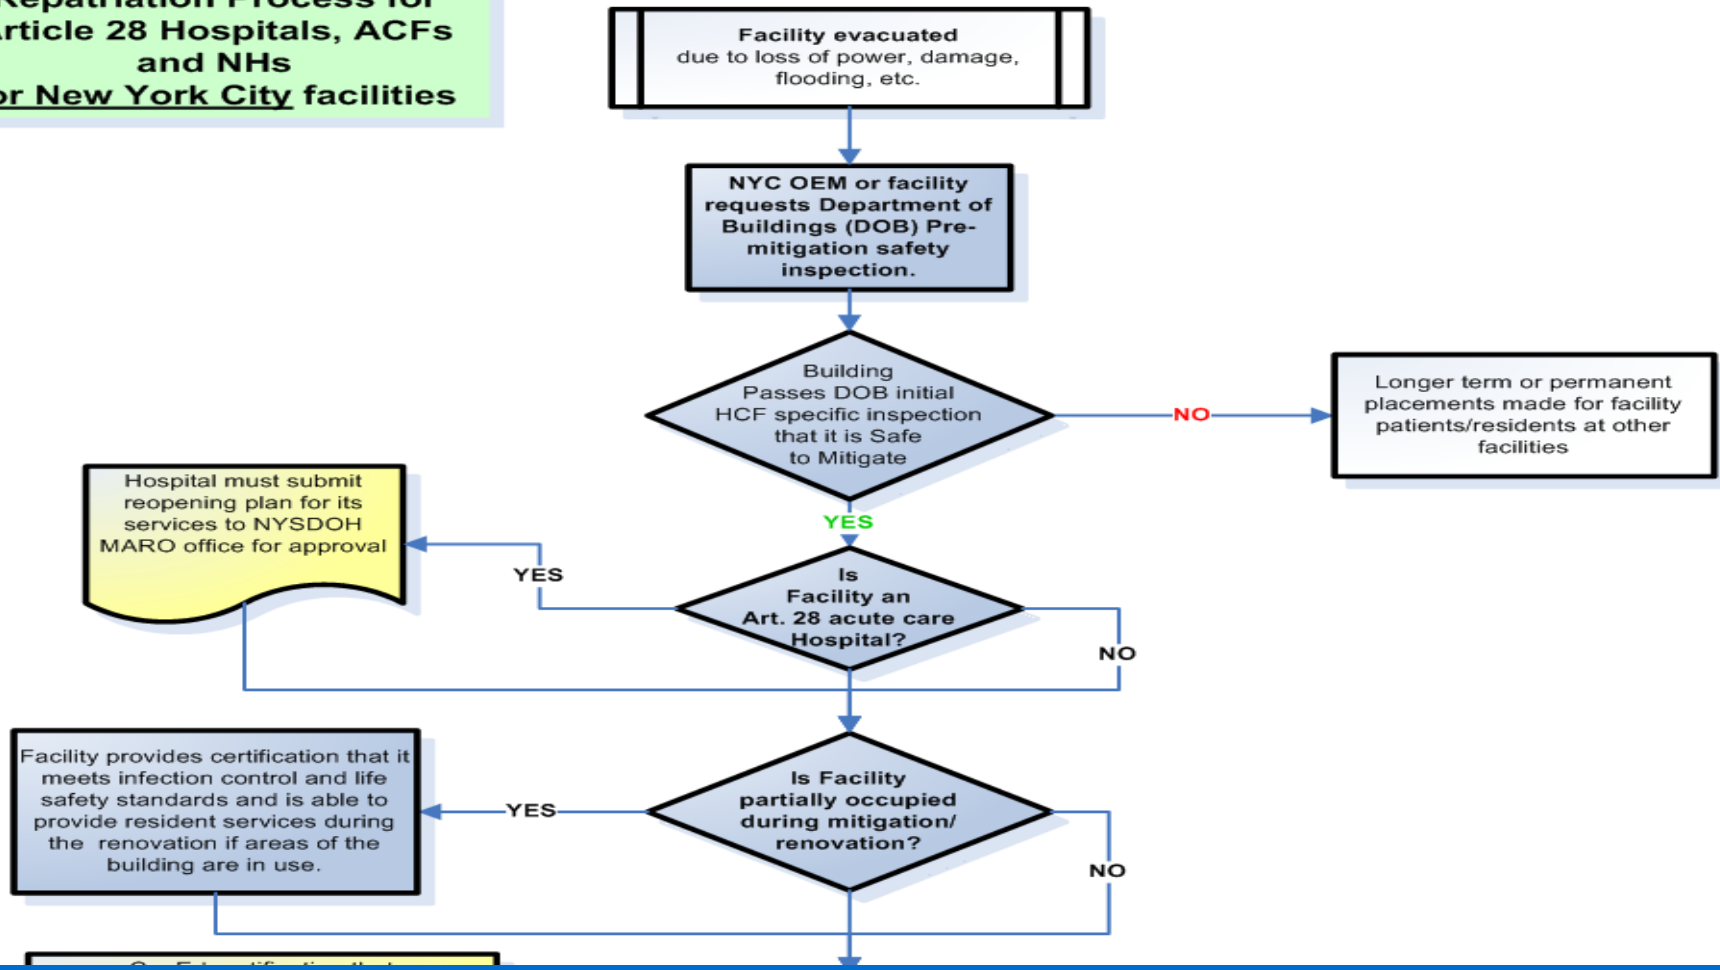 Repatriation Process for
Article 28 Hospitals, ACFs
and NHs
or New York City facilities
Facility evacuated
due to loss of power, damage,
flooding, etc.
NYC OEM or facility
requests Department of
Buildings (DOB) Pre-
mitigation safety
inspection.
Building
Passes DOB initial
HCF specific inspection
that it is Safe
to Mitigate
NO
Longer term or permanent
placements made for facility
patients/residents at other
facilities
YES
Hospital must submit
reopening plan for its
services to NYSDOH
MARO office for approval
YES
Is
Facility an
Art. 28 acute care
Hospital?
NO
Facility provides certification that it
meets infection control and life
safety standards and is able to
provide resident services during
the renovation if areas of the
building are in use.
YES
Is Facility
partially occupied
during mitigation/
renovation?
NO